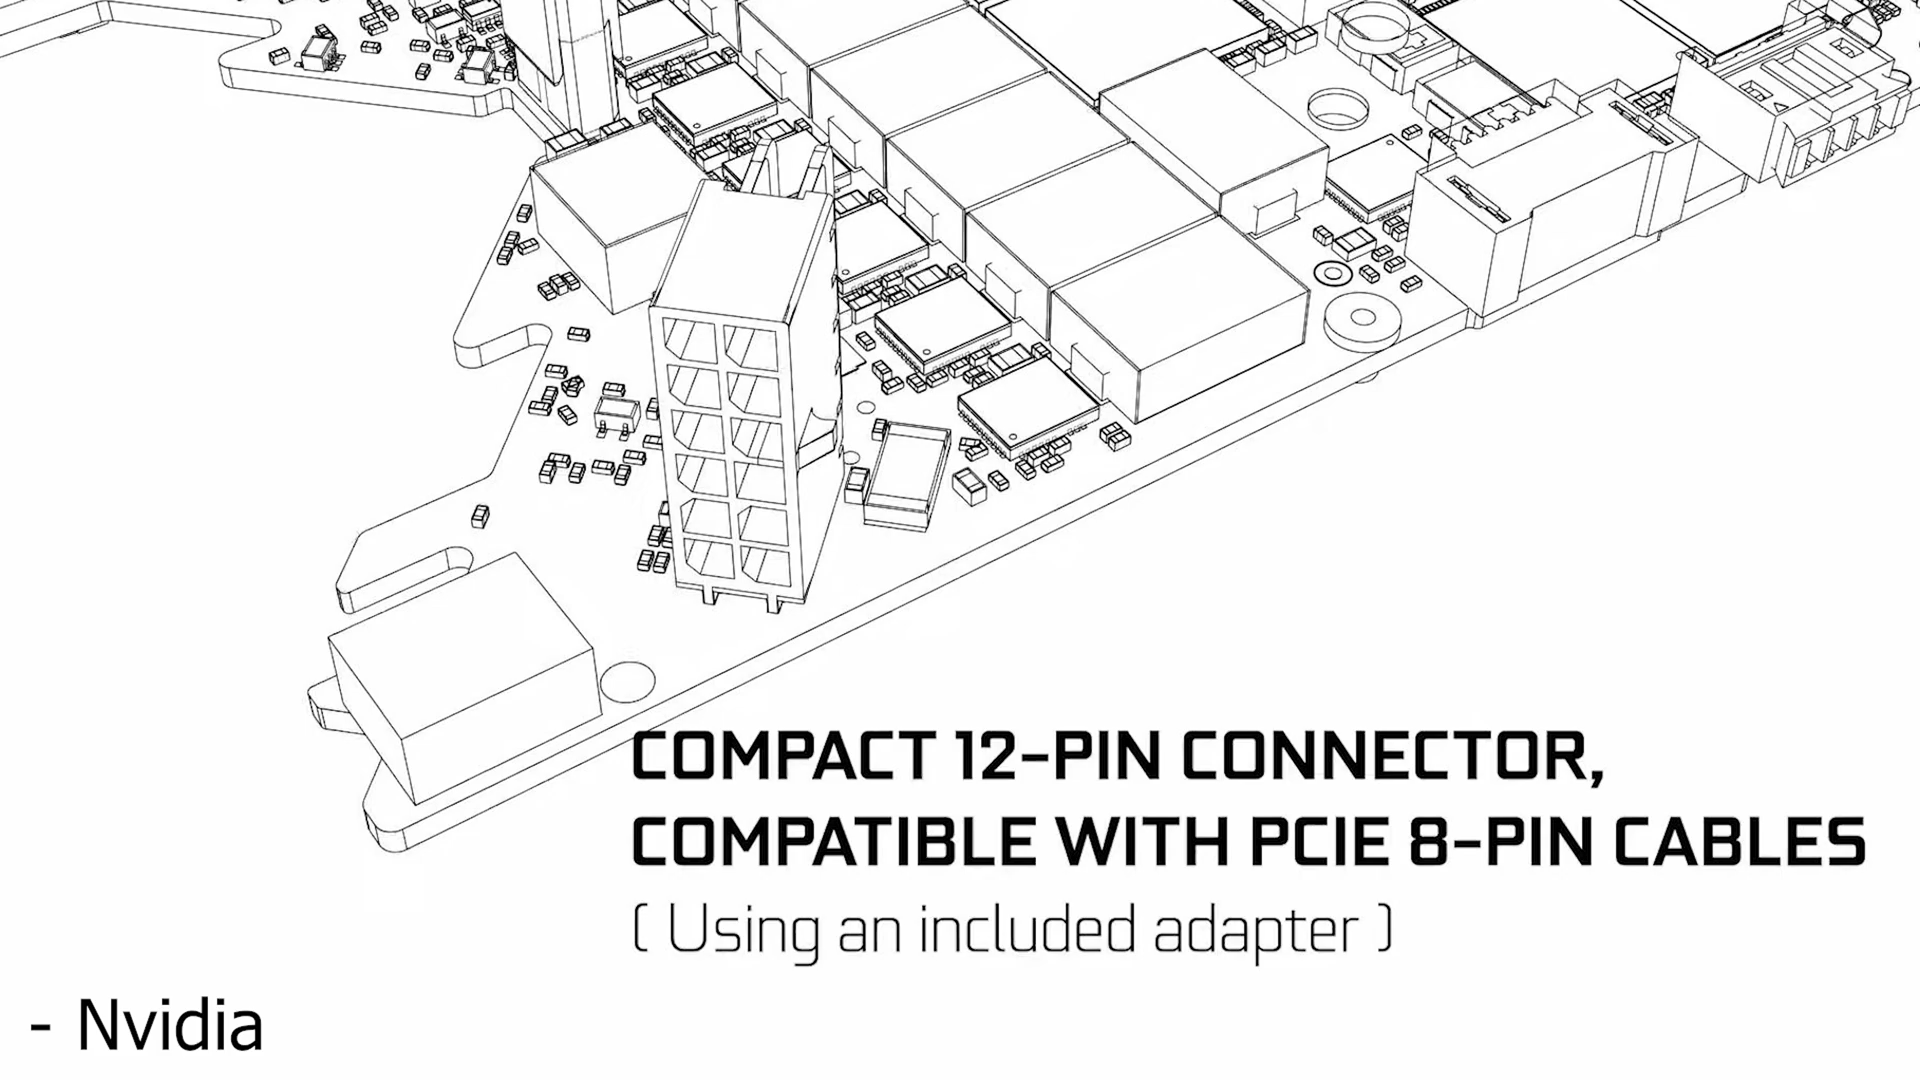 COMPACT 12-PIN CONNECTOR,
COMPATIBLE WITH PCIE 8-PIN CABLES
( Using an included adapter )
- Nvidia